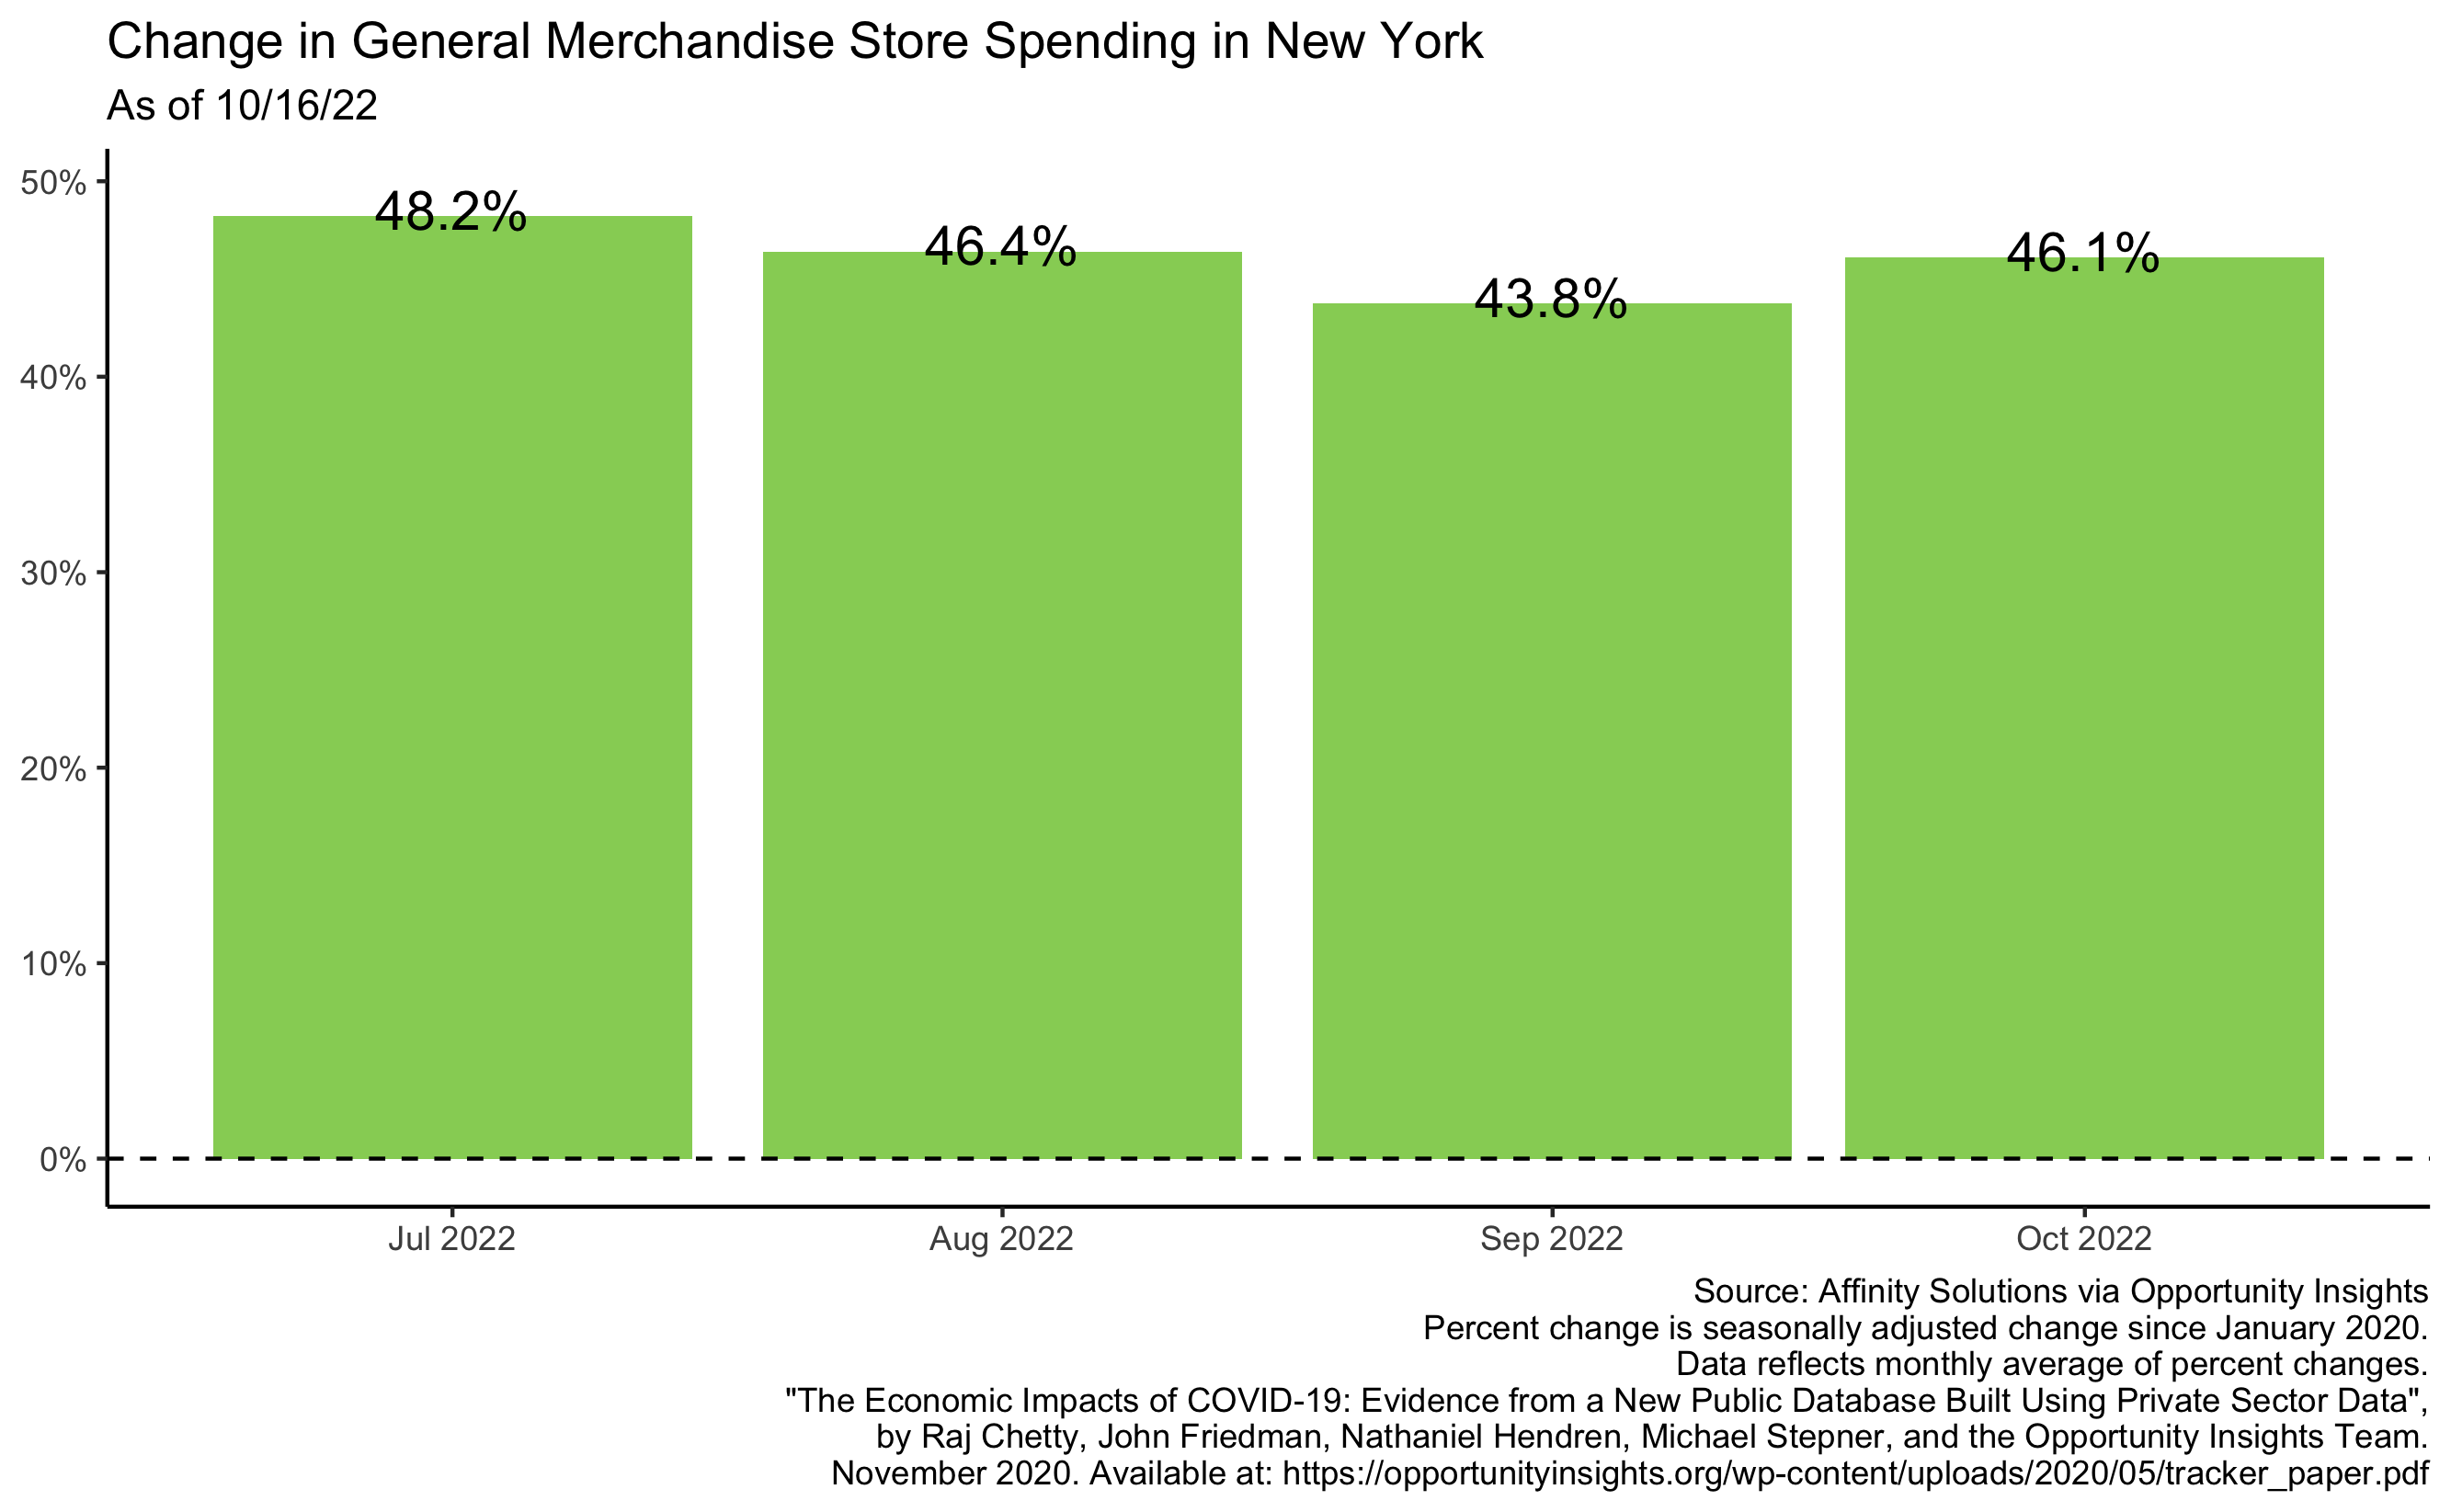 Change in General Merchandise Store Spending in New York
As of 10/16/22
50%
40%
30%
20%
10%
0%
48.2%
46.4%
43.8%
46.1%
Jul 2022
Aug 2022
Sep 2022
Oct 2022
Source: Affinity Solutions via Opportunity Insights
Percent change is seasonally adjusted change since January 2020.
Data reflects monthly average of percent changes.
"The Economic Impacts of COVID-19: Evidence from a New Public Database Built Using Private Sector Data",
by Raj Chetty, John Friedman, Nathaniel Hendren, Michael Stepner, and the Opportunity Insights Team.
November 2020. Available at: https://opportunityinsights.org/wp-content/uploads/2020/05/tracker_paper.pdf